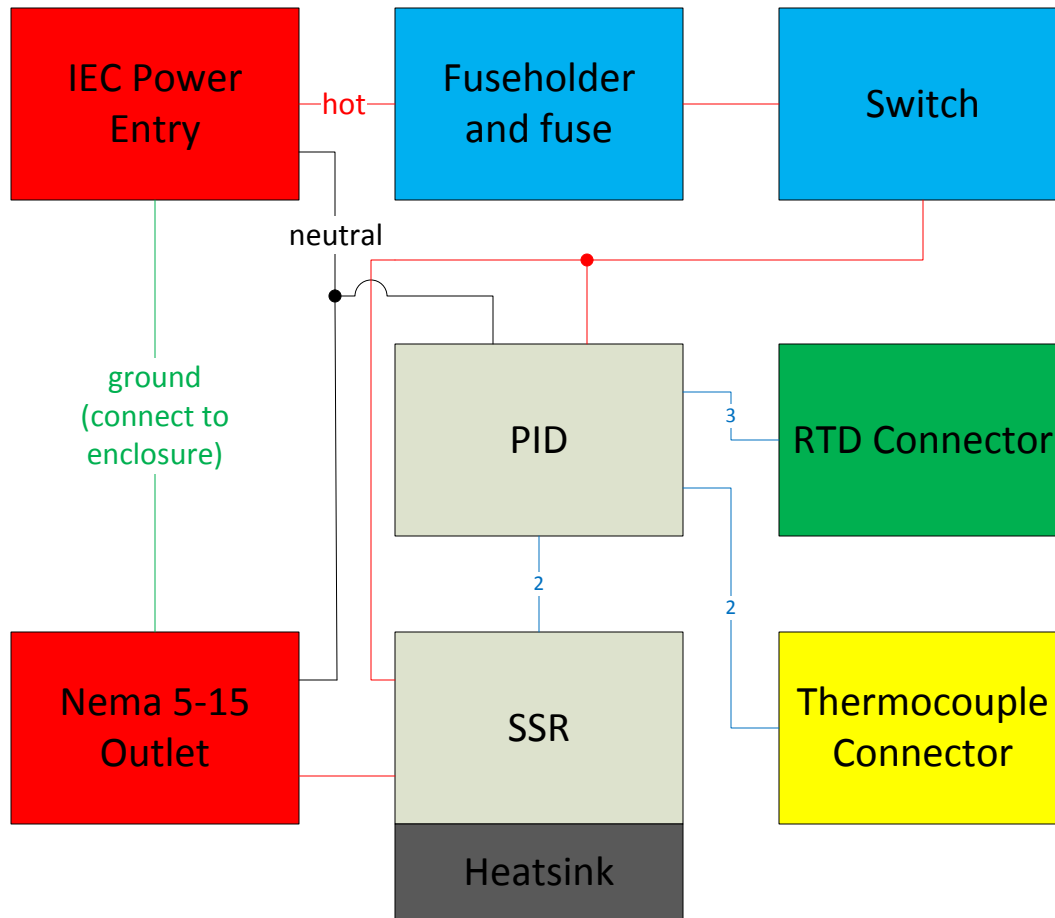 IEC Power
Entry
hot
Fuseholder
and fuse
Switch
neutral
ground
(connect to
enclosure)
PID
3
RTD Connector
2
2
Nema 5-15
Outlet
SSR
Thermocouple
Connector
Heatsink